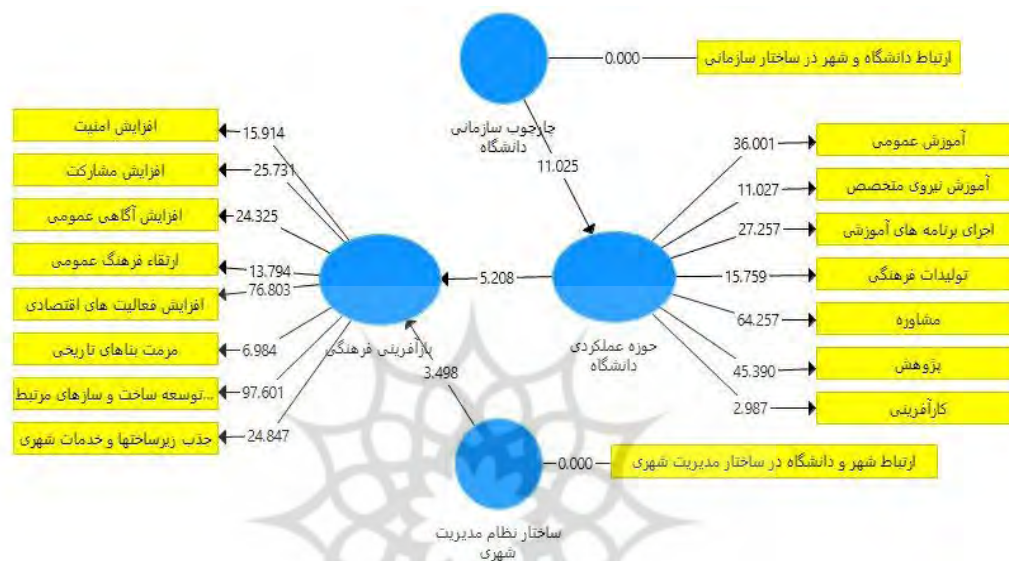 ارتباط دانشگاه و شهر در ساختار سازمانی
0.000
چارچوب سازمانی
دانشگاه
11.025
آموزش عمومی
36.001
آموزش نیروی متخصص
11.027
اجرای برنامه های آموزشی
27.257
تولیدات فرهنگی
15.759
مشاوره
64.257
پژوهش
45.390
کارآفرینی
2.987
حوزه عملکردی
دانشگاه
5.208
افزایش امنیت
15.914
افزایش مشارکت
25.731
افزایش آگاهی عمومی
24.325
ارتقاء فرهنگ عمومی
13.794
افزایش فعالیت های اقتصادی
76.803
مرمت بناهای تاریخی
6.984
توسعه ساخت و سازهای مرتبط...
97.601
جذب زیرساختها و خدمات شهری
24.847
بازآفرینی فرهنگی
3.498
ارتباط شهر و دانشگاه در ساختار مدیریت شهری
0.000
ساختار نظام مدیریت
شهری